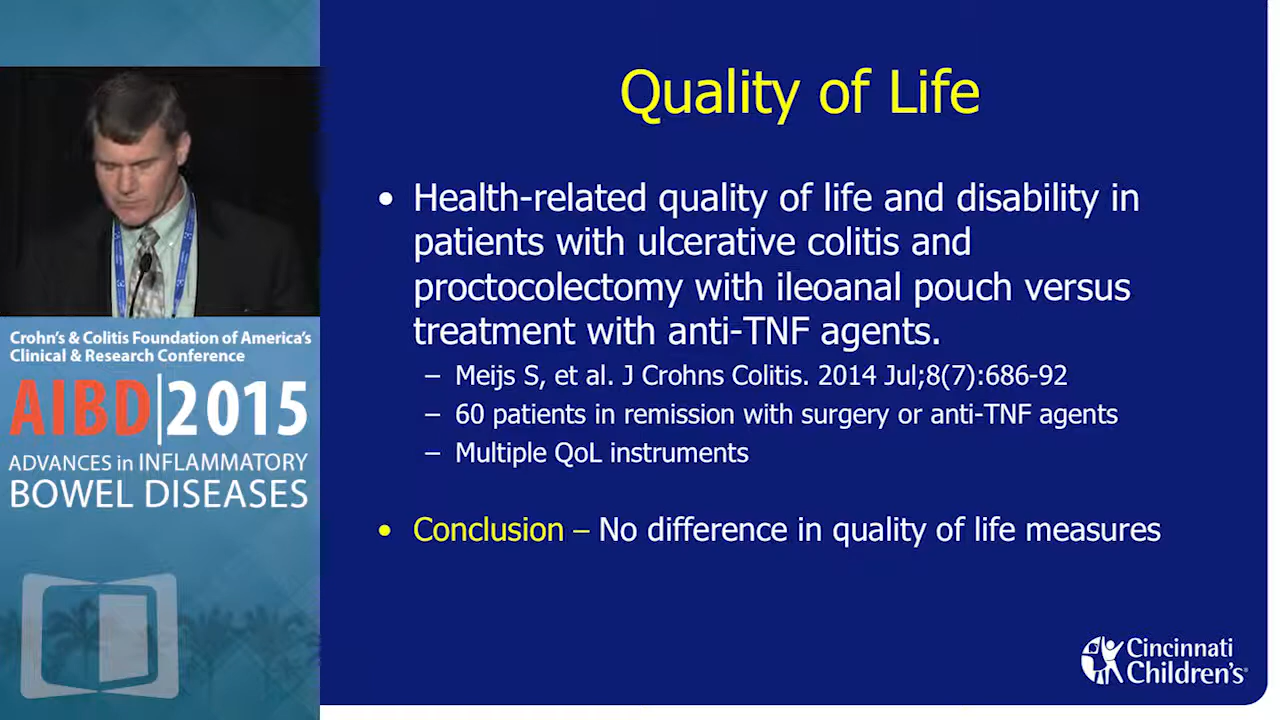 Quality of Life
• Health-related quality of life and disability in
patients with ulcerative colitis and
proctocolectomy with ileoanal pouch versus
treatment with anti-TNF agents.
– Meijs S, et al. J Crohns Colitis. 2014 Jul;8(7):686-92
– 60 patients in remission with surgery or anti-TNF agents
– Multiple QoL instruments
• Conclusion – No difference in quality of life measures
Cincinnati
Children's®
Crohn's & Colitis Foundation of America's
Clinical & Research Conference
AIBD|2015
ADVANCES in INFLAMMATORY
BOWEL DISEASES